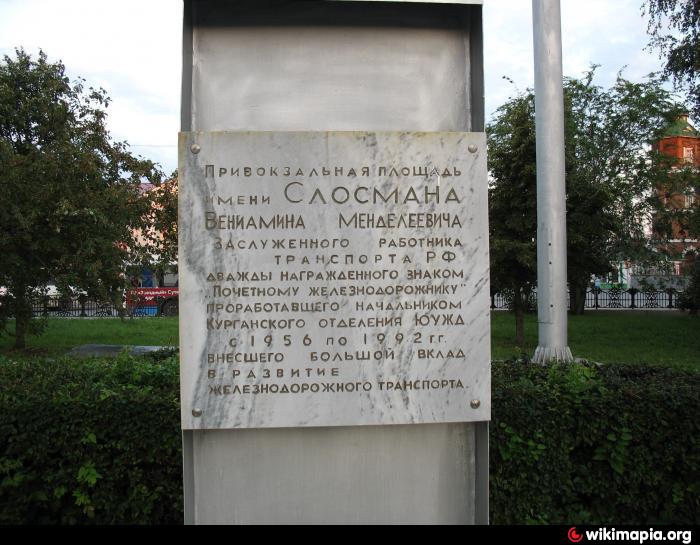 Привокзальная площадь
имени Слосмана
Вениамина Менделеевича
заслуженного работника
транспорта РФ
дважды награжденного знаком
"Почетному железнодорожнику"
проработавшего начальником
Курганского отделения ЮУЖД
с 1956 по 1992 г.г.
внесшего большой вклад
в развитие
железнодорожного транспорта.
wikimapia.org